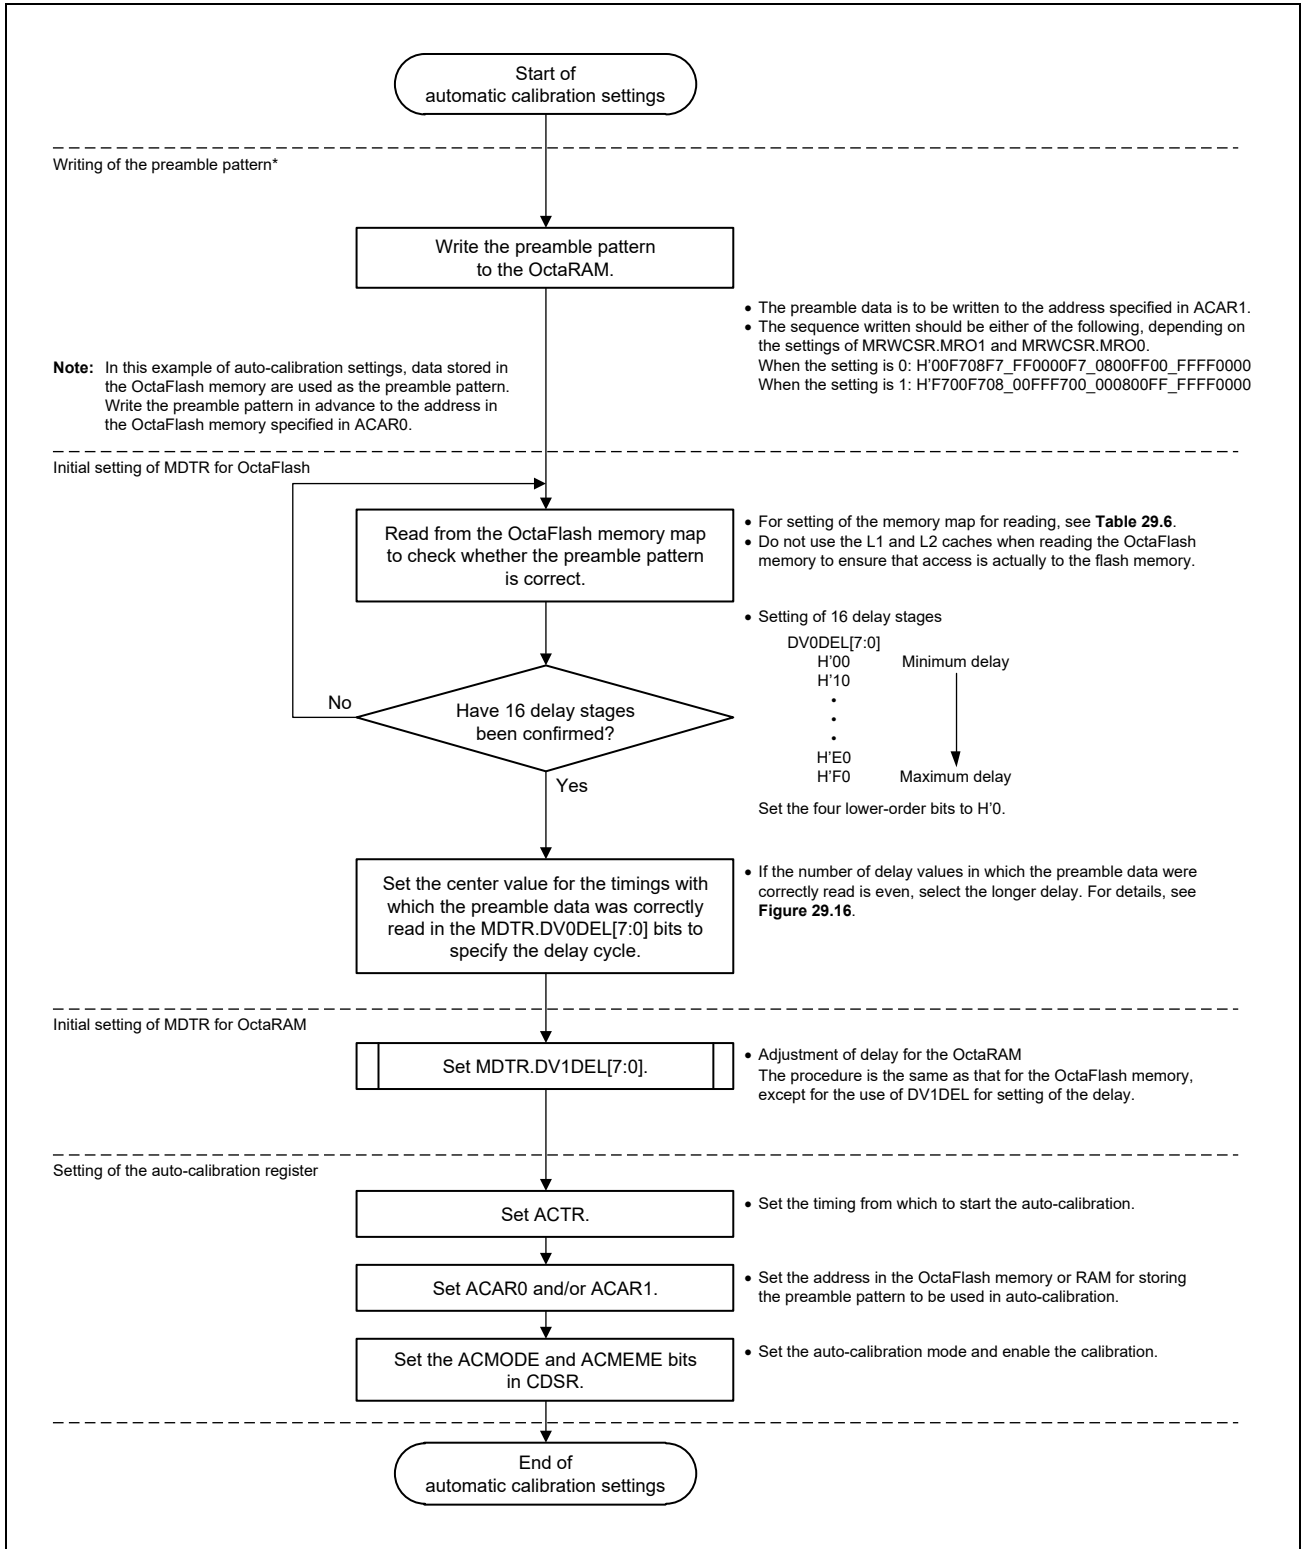 Start of
automatic calibration settings
Writing of the preamble pattern*
Write the preamble pattern
to the OctaRAM.
• The preamble data is to be written to the address specified in ACAR1.
• The sequence written should be either of the following, depending on
the settings of MRWCSR.MRO1 and MRWCSR.MRO0.
When the setting is 0: H'00F708F7_FF0000F7_0800FF00_FFFF0000
When the setting is 1: H'F700F708_00FFF700_000800FF_FFFF0000
Note: In this example of auto-calibration settings, data stored in
the OctaFlash memory are used as the preamble pattern.
Write the preamble pattern in advance to the address in
the OctaFlash memory specified in ACAR0.
Initial setting of MDTR for OctaFlash
Read from the OctaFlash memory map
to check whether the preamble pattern
is correct.
• For setting of the memory map for reading, see Table 29.6.
• Do not use the L1 and L2 caches when reading the OctaFlash
memory to ensure that access is actually to the flash memory.
• Setting of 16 delay stages
DV0DEL[7:0]
H'00 Minimum delay
H'10
•
•
•
H'E0
H'F0 Maximum delay
Set the four lower-order bits to H'0.
No
Have 16 delay stages
been confirmed?
Yes
Set the center value for the timings with
which the preamble data was correctly
read in the MDTR.DV0DEL[7:0] bits to
specify the delay cycle.
• If the number of delay values in which the preamble data were
correctly read is even, select the longer delay. For details, see
Figure 29.16.
Initial setting of MDTR for OctaRAM
Set MDTR.DV1DEL[7:0].
• Adjustment of delay for the OctaRAM
The procedure is the same as that for the OctaFlash memory,
except for the use of DV1DEL for setting of the delay.
Setting of the auto-calibration register
Set ACTR.
• Set the timing from which to start the auto-calibration.
Set ACAR0 and/or ACAR1.
• Set the address in the OctaFlash memory or RAM for storing
the preamble pattern to be used in auto-calibration.
Set the ACMODE and ACMEME bits
in CDSR.
• Set the auto-calibration mode and enable the calibration.
End of
automatic calibration settings